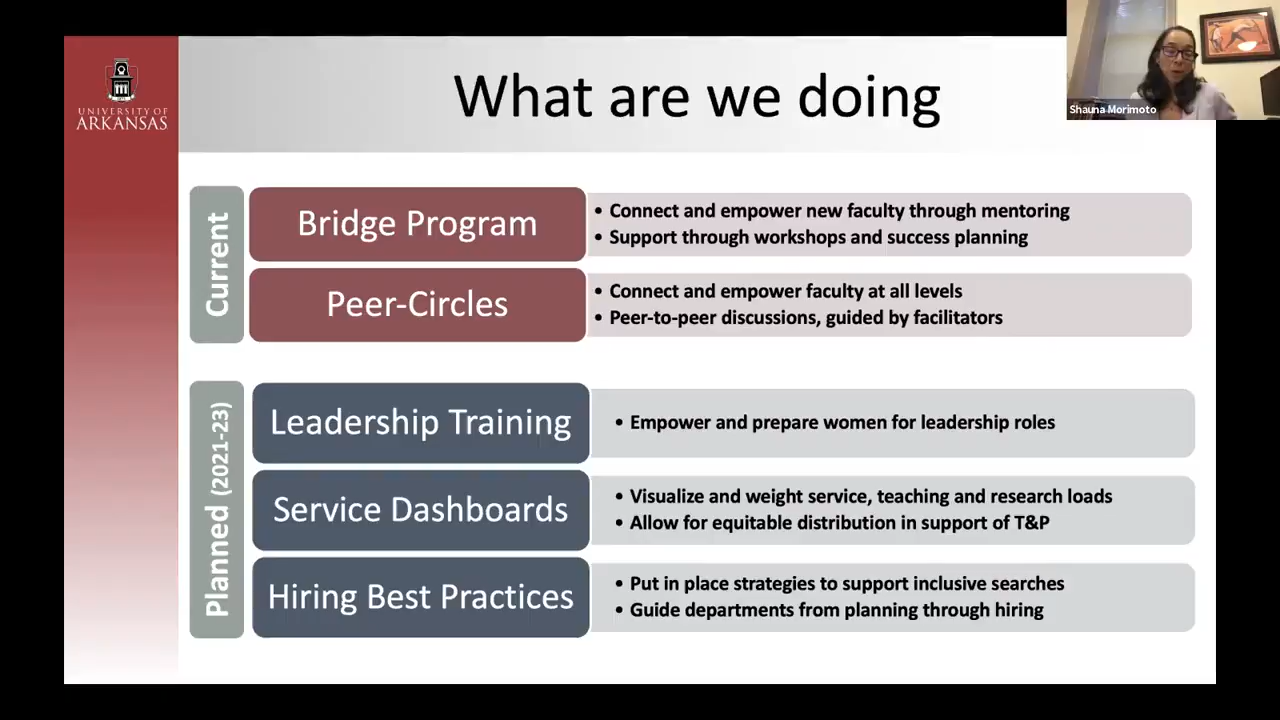 UNIVERSITY OF
ARKANSAS
What are we doing
Shauna Morimoto
Current
Bridge Program
• Connect and empower new faculty through mentoring
• Support through workshops and success planning
Peer-Circles
• Connect and empower faculty at all levels
• Peer-to-peer discussions, guided by facilitators
Planned (2021-23)
Leadership Training
• Empower and prepare women for leadership roles
Service Dashboards
• Visualize and weight service, teaching and research loads
• Allow for equitable distribution in support of T&P
Hiring Best Practices
• Put in place strategies to support inclusive searches
• Guide departments from planning through hiring